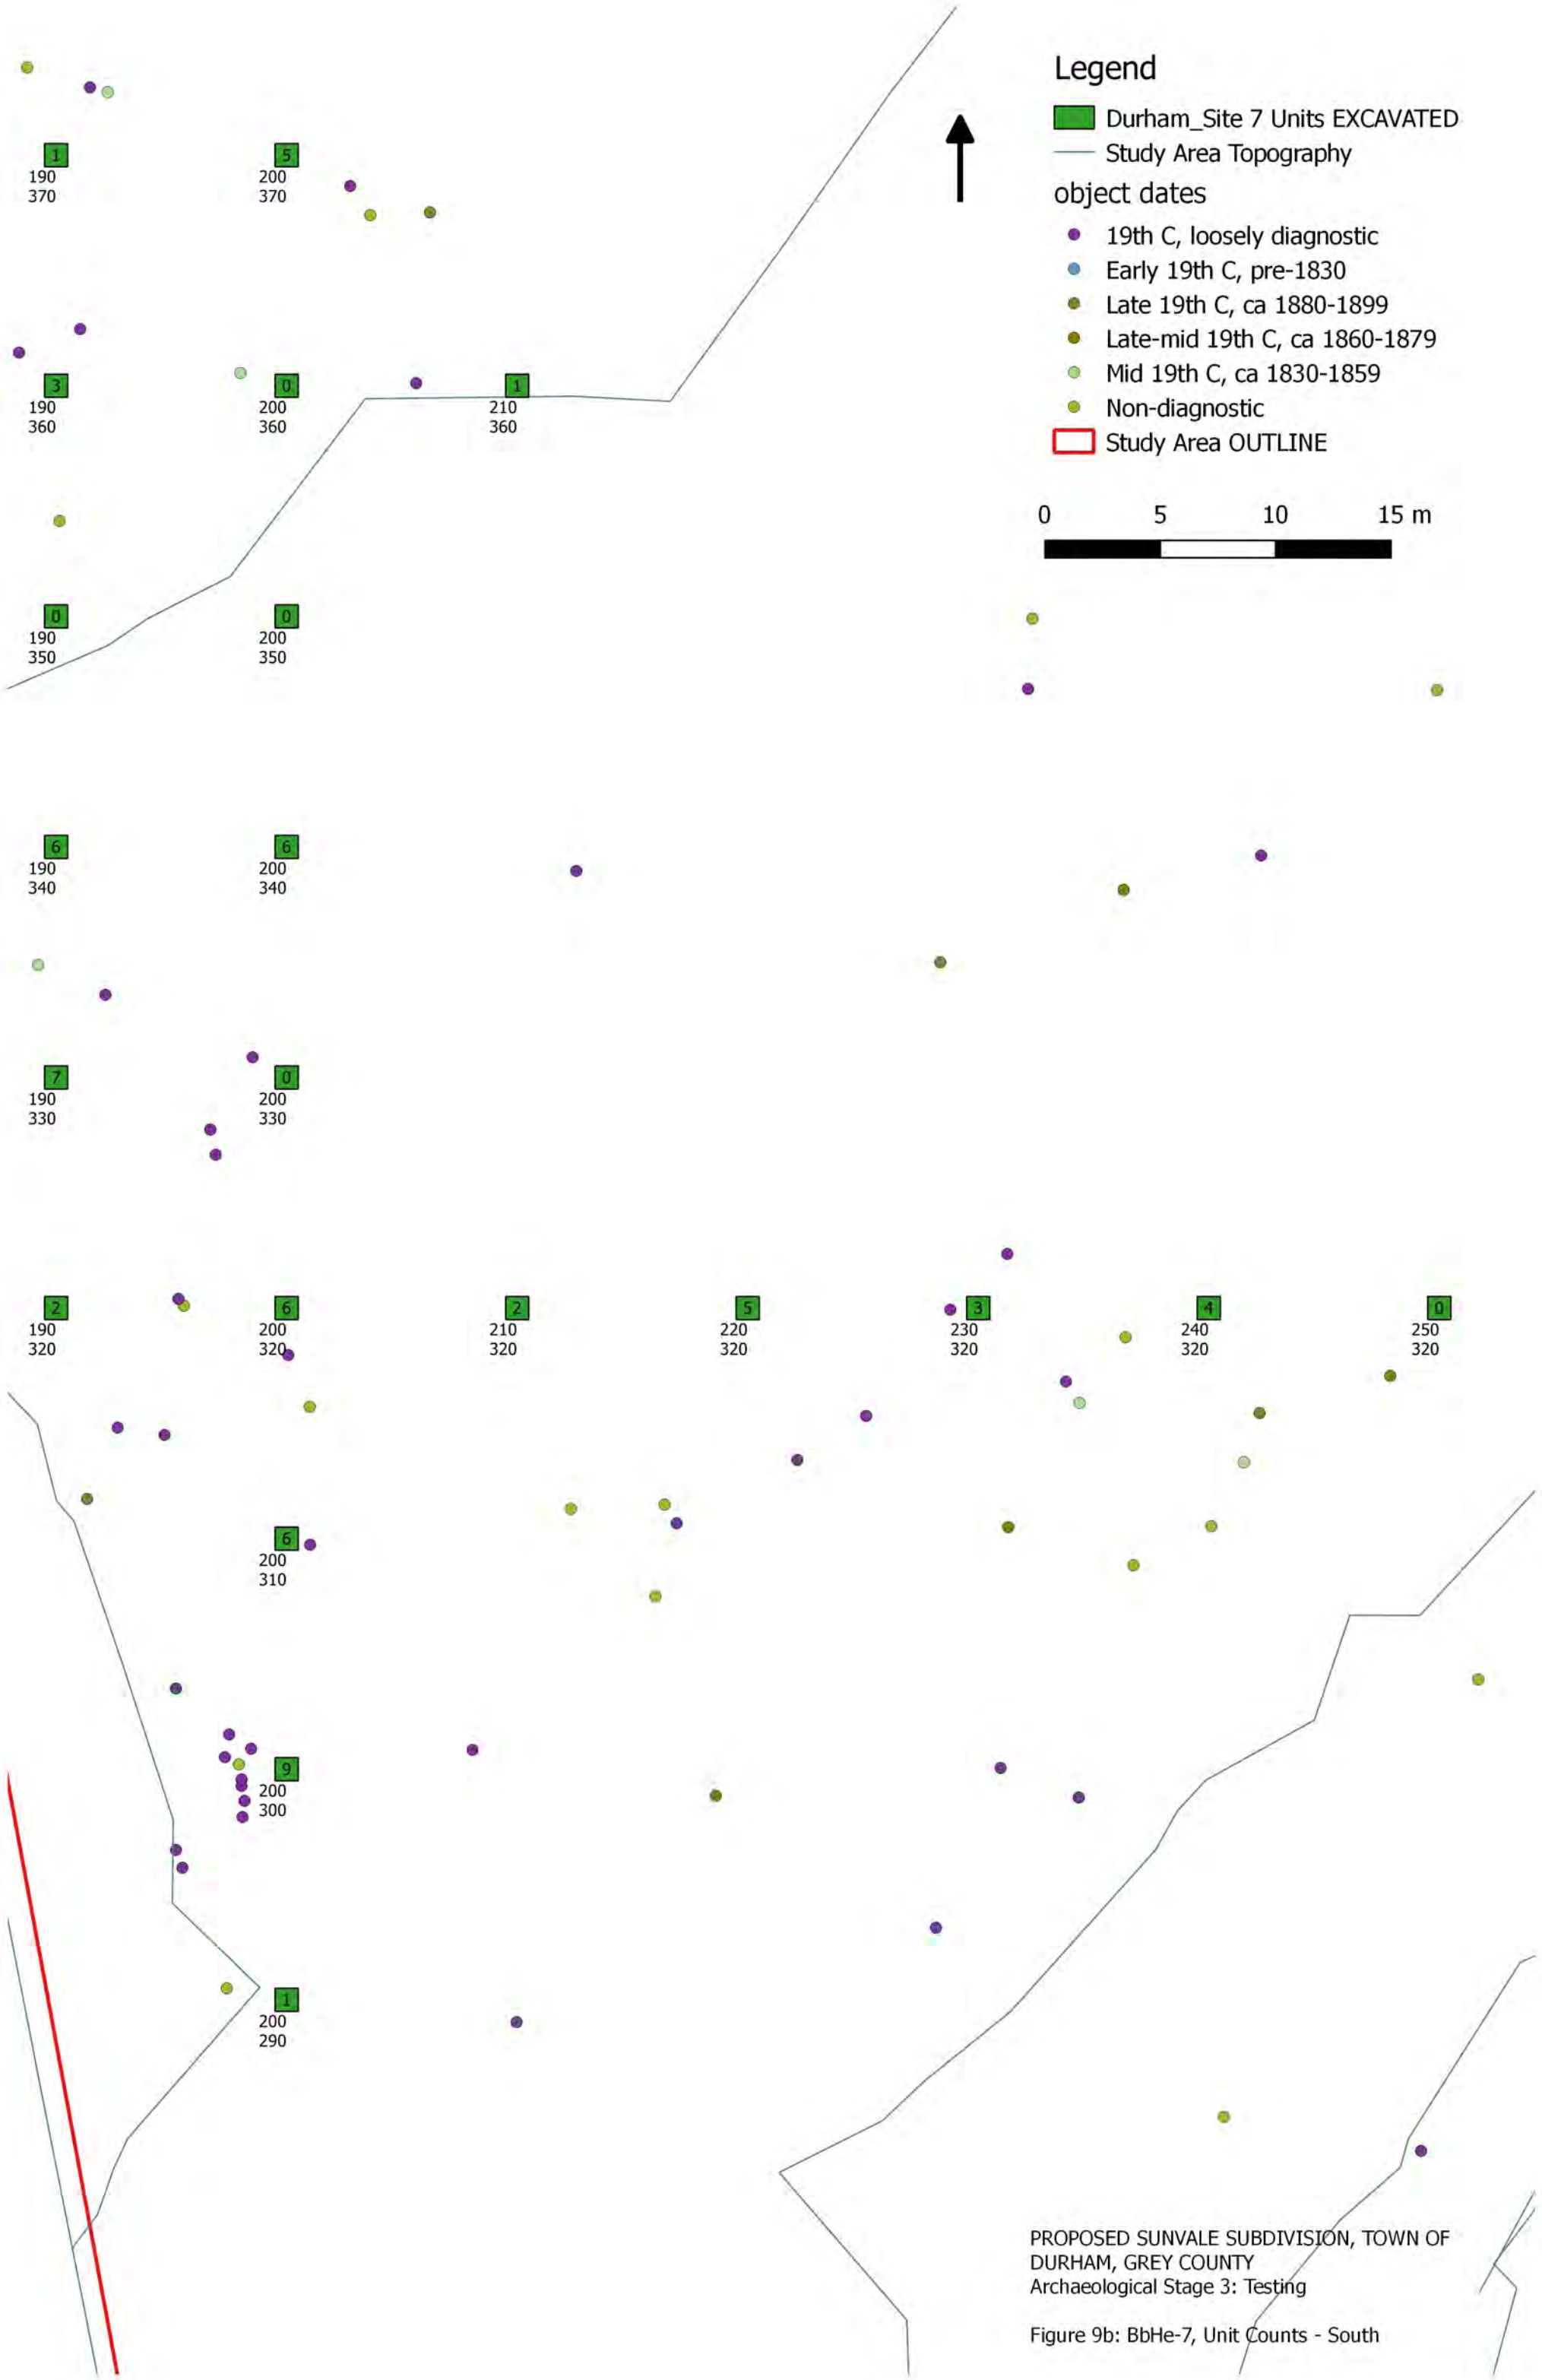 Legend
Durham_Site 7 Units EXCAVATED
Study Area Topography
object dates
19th C, loosely diagnostic
Early 19th C, pre-1830
Late 19th C, ca 1880-1899
Late-mid 19th C, ca 1860-1879
Mid 19th C, ca 1830-1859
Non-diagnostic
Study Area OUTLINE
0 5 10 15 m
1 5
190 200
370 370
3 0 1
190 200 210
360 360 360
0 0
190 200
350 350
6 6
190 200
340 340
7 0
190 200
330 330
2 6 2 5 3 4 0
190 200 210 220 230 240 250
320 320 320 320 320 320 320
6
200
310
9
200
300
1
200
290
PROPOSED SUNVALE SUBDIVISION, TOWN OF
DURHAM, GREY COUNTY
Archaeological Stage 3: Testing
Figure 9b: BbHe-7, Unit Counts - South